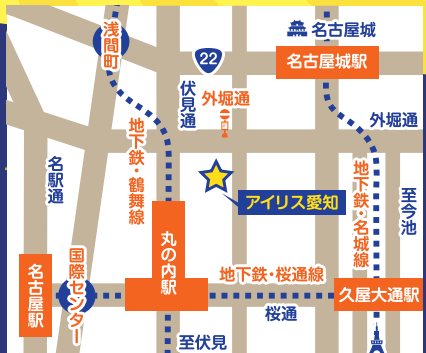 浅間町
22
名古屋城
名古屋城駅
伏見通
外堀通
外堀通
地下鉄・鶴舞線
名駅通
アイリス愛知
地下鉄・名城線
至今池
丸の内駅
国際センター
名古屋駅
地下鉄・桜通線
久屋大通駅
桜通
至伏見